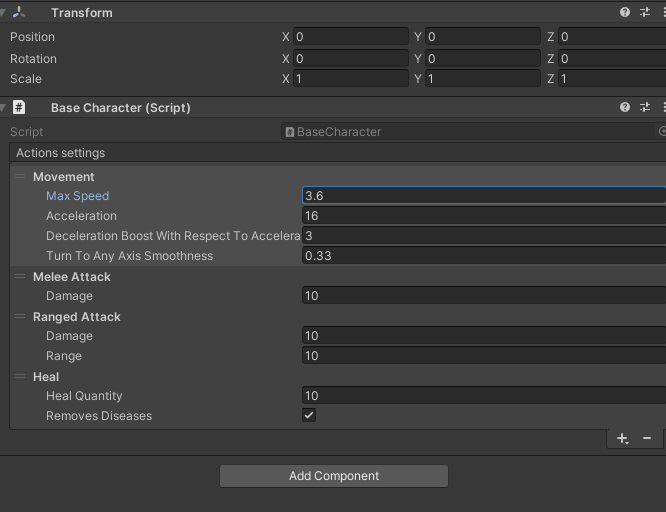 Transform
Position X 0 Y 0 Z 0
Rotation X 0 Y 0 Z 0
Scale X 1 Y 1 Z 1
# Base Character (Script)
Script # BaseCharacter
Actions settings
Movement
Max Speed 3.6
Acceleration 16
Deceleration Boost With Respect To Accelera 3
Turn To Any Axis Smoothness 0.33
Melee Attack
Damage 10
Ranged Attack
Damage 10
Range 10
Heal
Heal Quantity 10
Removes Diseases
Add Component